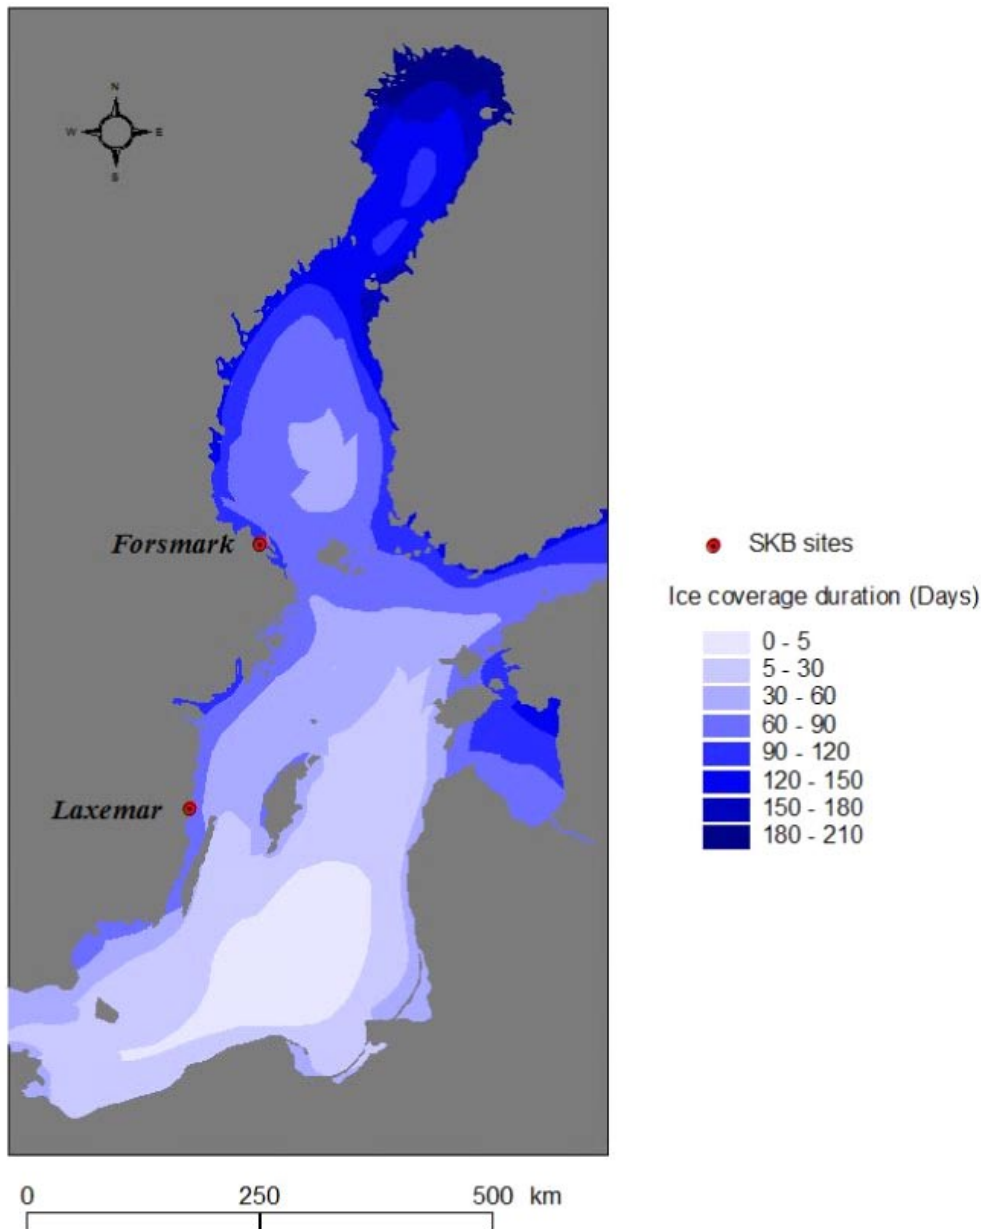 N
W E
S
Forsmark
Laxemar
SKB sites
Ice coverage duration (Days)
0 - 5
5 - 30
30 - 60
60 - 90
90 - 120
120 - 150
150 - 180
180 - 210
0 250 500 km